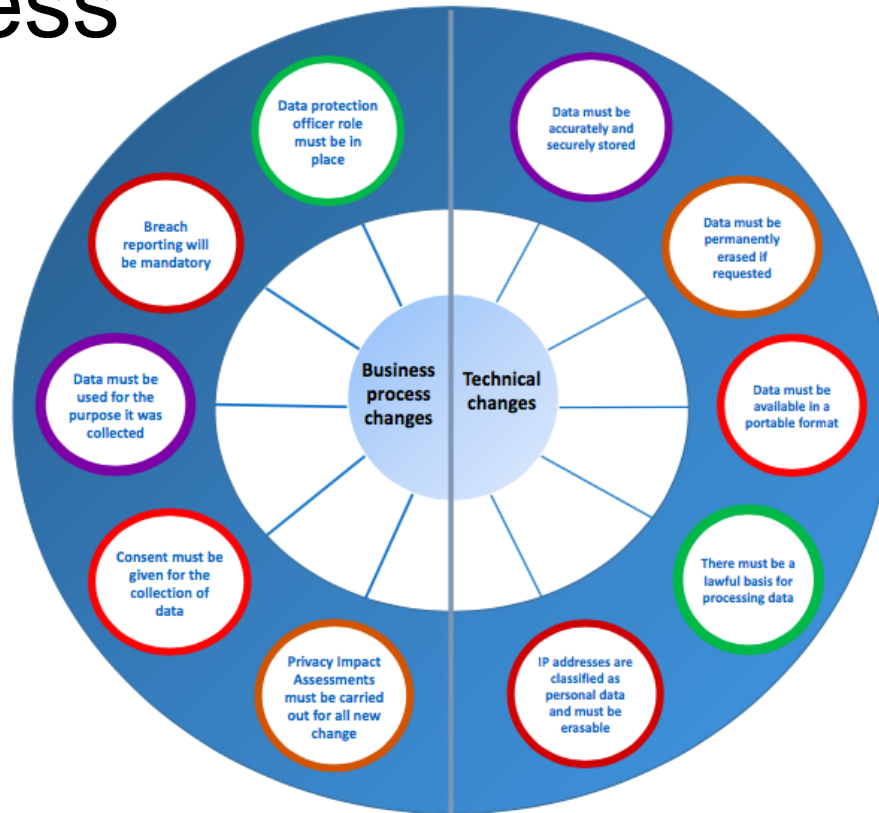 ess
Data protection
officer role
must be in
place
Breach
reporting will
be mandatory
Data must be
used for the
purpose it was
collected
Consent must be
given for the
collection of
data
Privacy Impact
Assessments
must be carried
out for all new
change
Business
process
changes
Technical
changes
Data must be
accurately and
securely stored
Data must be
permanently
erased if
requested
Data must be
available in a
portable format
There must be a
lawful basis for
processing data
IP addresses are
classified as
personal data
and must be
erasable